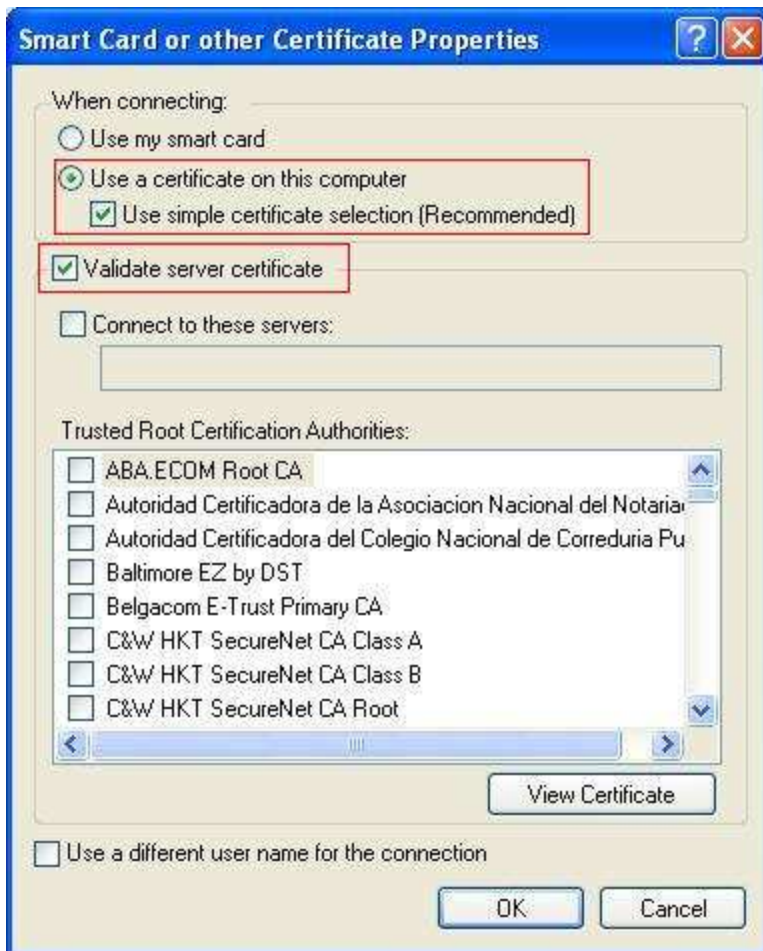 Smart Card or other Certificate Properties
When connecting:
Use my smart card
Use a certificate on this computer
Use simple certificate selection (Recommended)
Validate server certificate
Connect to these servers:
Trusted Root Certification Authorities:
ABA.ECOM Root CA
Autoridad Certificadora de la Asociacion Nacional del Notaria
Autoridad Certificadora del Colegio Nacional de Correduria Pu
Baltimore EZ by DST
Belgacom E-Trust Primary CA
C&W HKT SecureNet CA Class A
C&W HKT SecureNet CA Class B
C&W HKT SecureNet CA Root
View Certificate
Use a different user name for the connection
OK Cancel